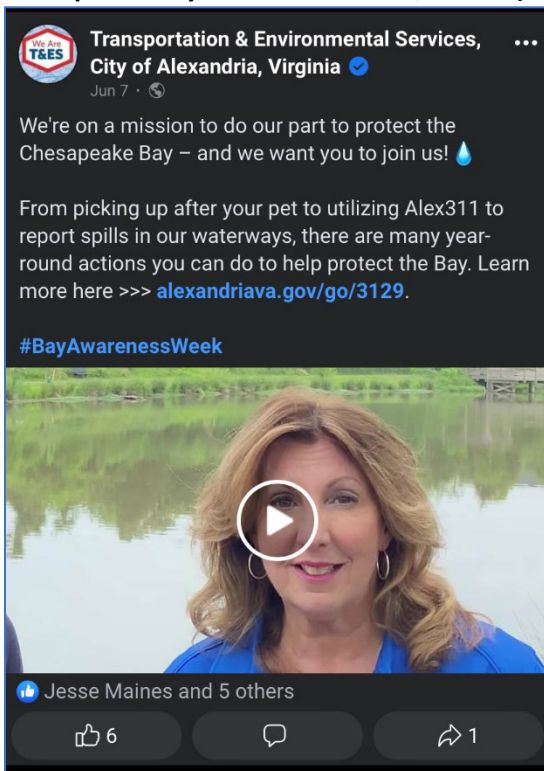 We Are
T&ES
Transportation & Environmental Services,
City of Alexandria, Virginia
Jun 7 ·
We're on a mission to do our part to protect the
Chesapeake Bay – and we want you to join us!
From picking up after your pet to utilizing Alex311 to
report spills in our waterways, there are many year-
round actions you can do to help protect the Bay. Learn
more here >>> alexandriava.gov/go/3129.
#BayAwarenessWeek
Jesse Maines and 5 others
6
1